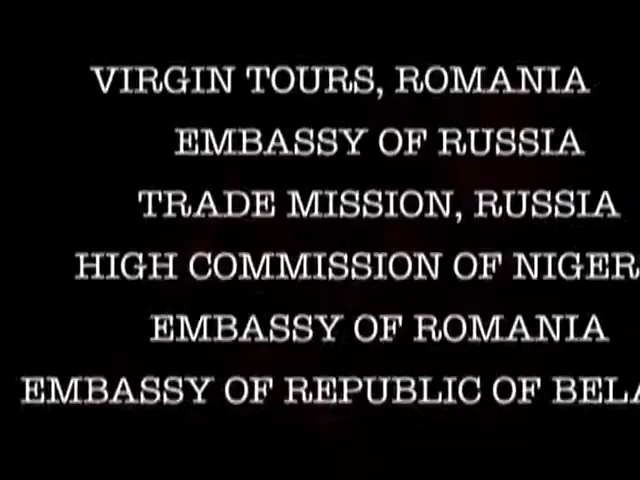 VIRGIN TOURS, ROMANIA
EMBASSY OF RUSSIA
TRADE MISSION, RUSSIA
HIGH COMMISSION OF NIGER
EMBASSY OF ROMANIA
EMBASSY OF REPUBLIC OF BELA